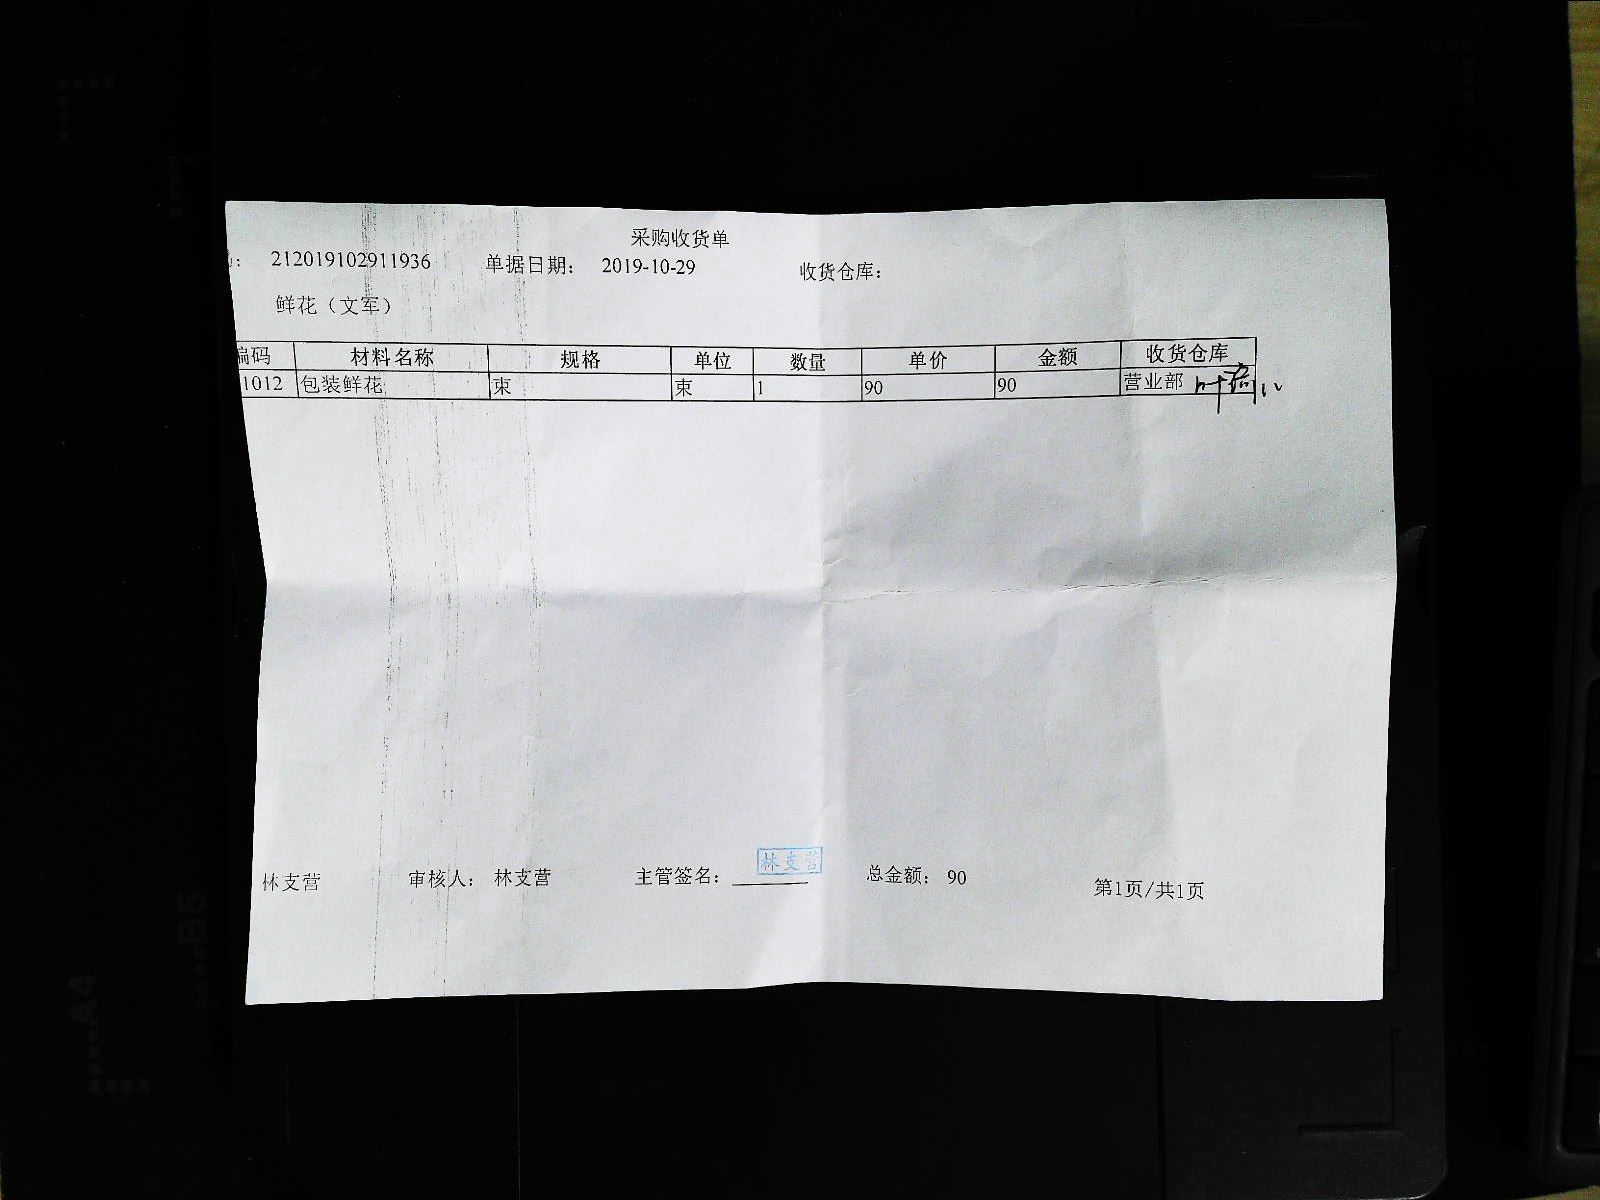 采购收货单
: 212019102911936 单据日期: 2019-10-29 收货仓库:
鲜花（文军）
编码 材料名称 规格 单位 数量 单价 金额 收货仓库
1012 包装鲜花 束 束 1 90 90 营业部
林支营
林支营 审核人: 林支营 主管签名: 总金额: 90 第1页/共1页